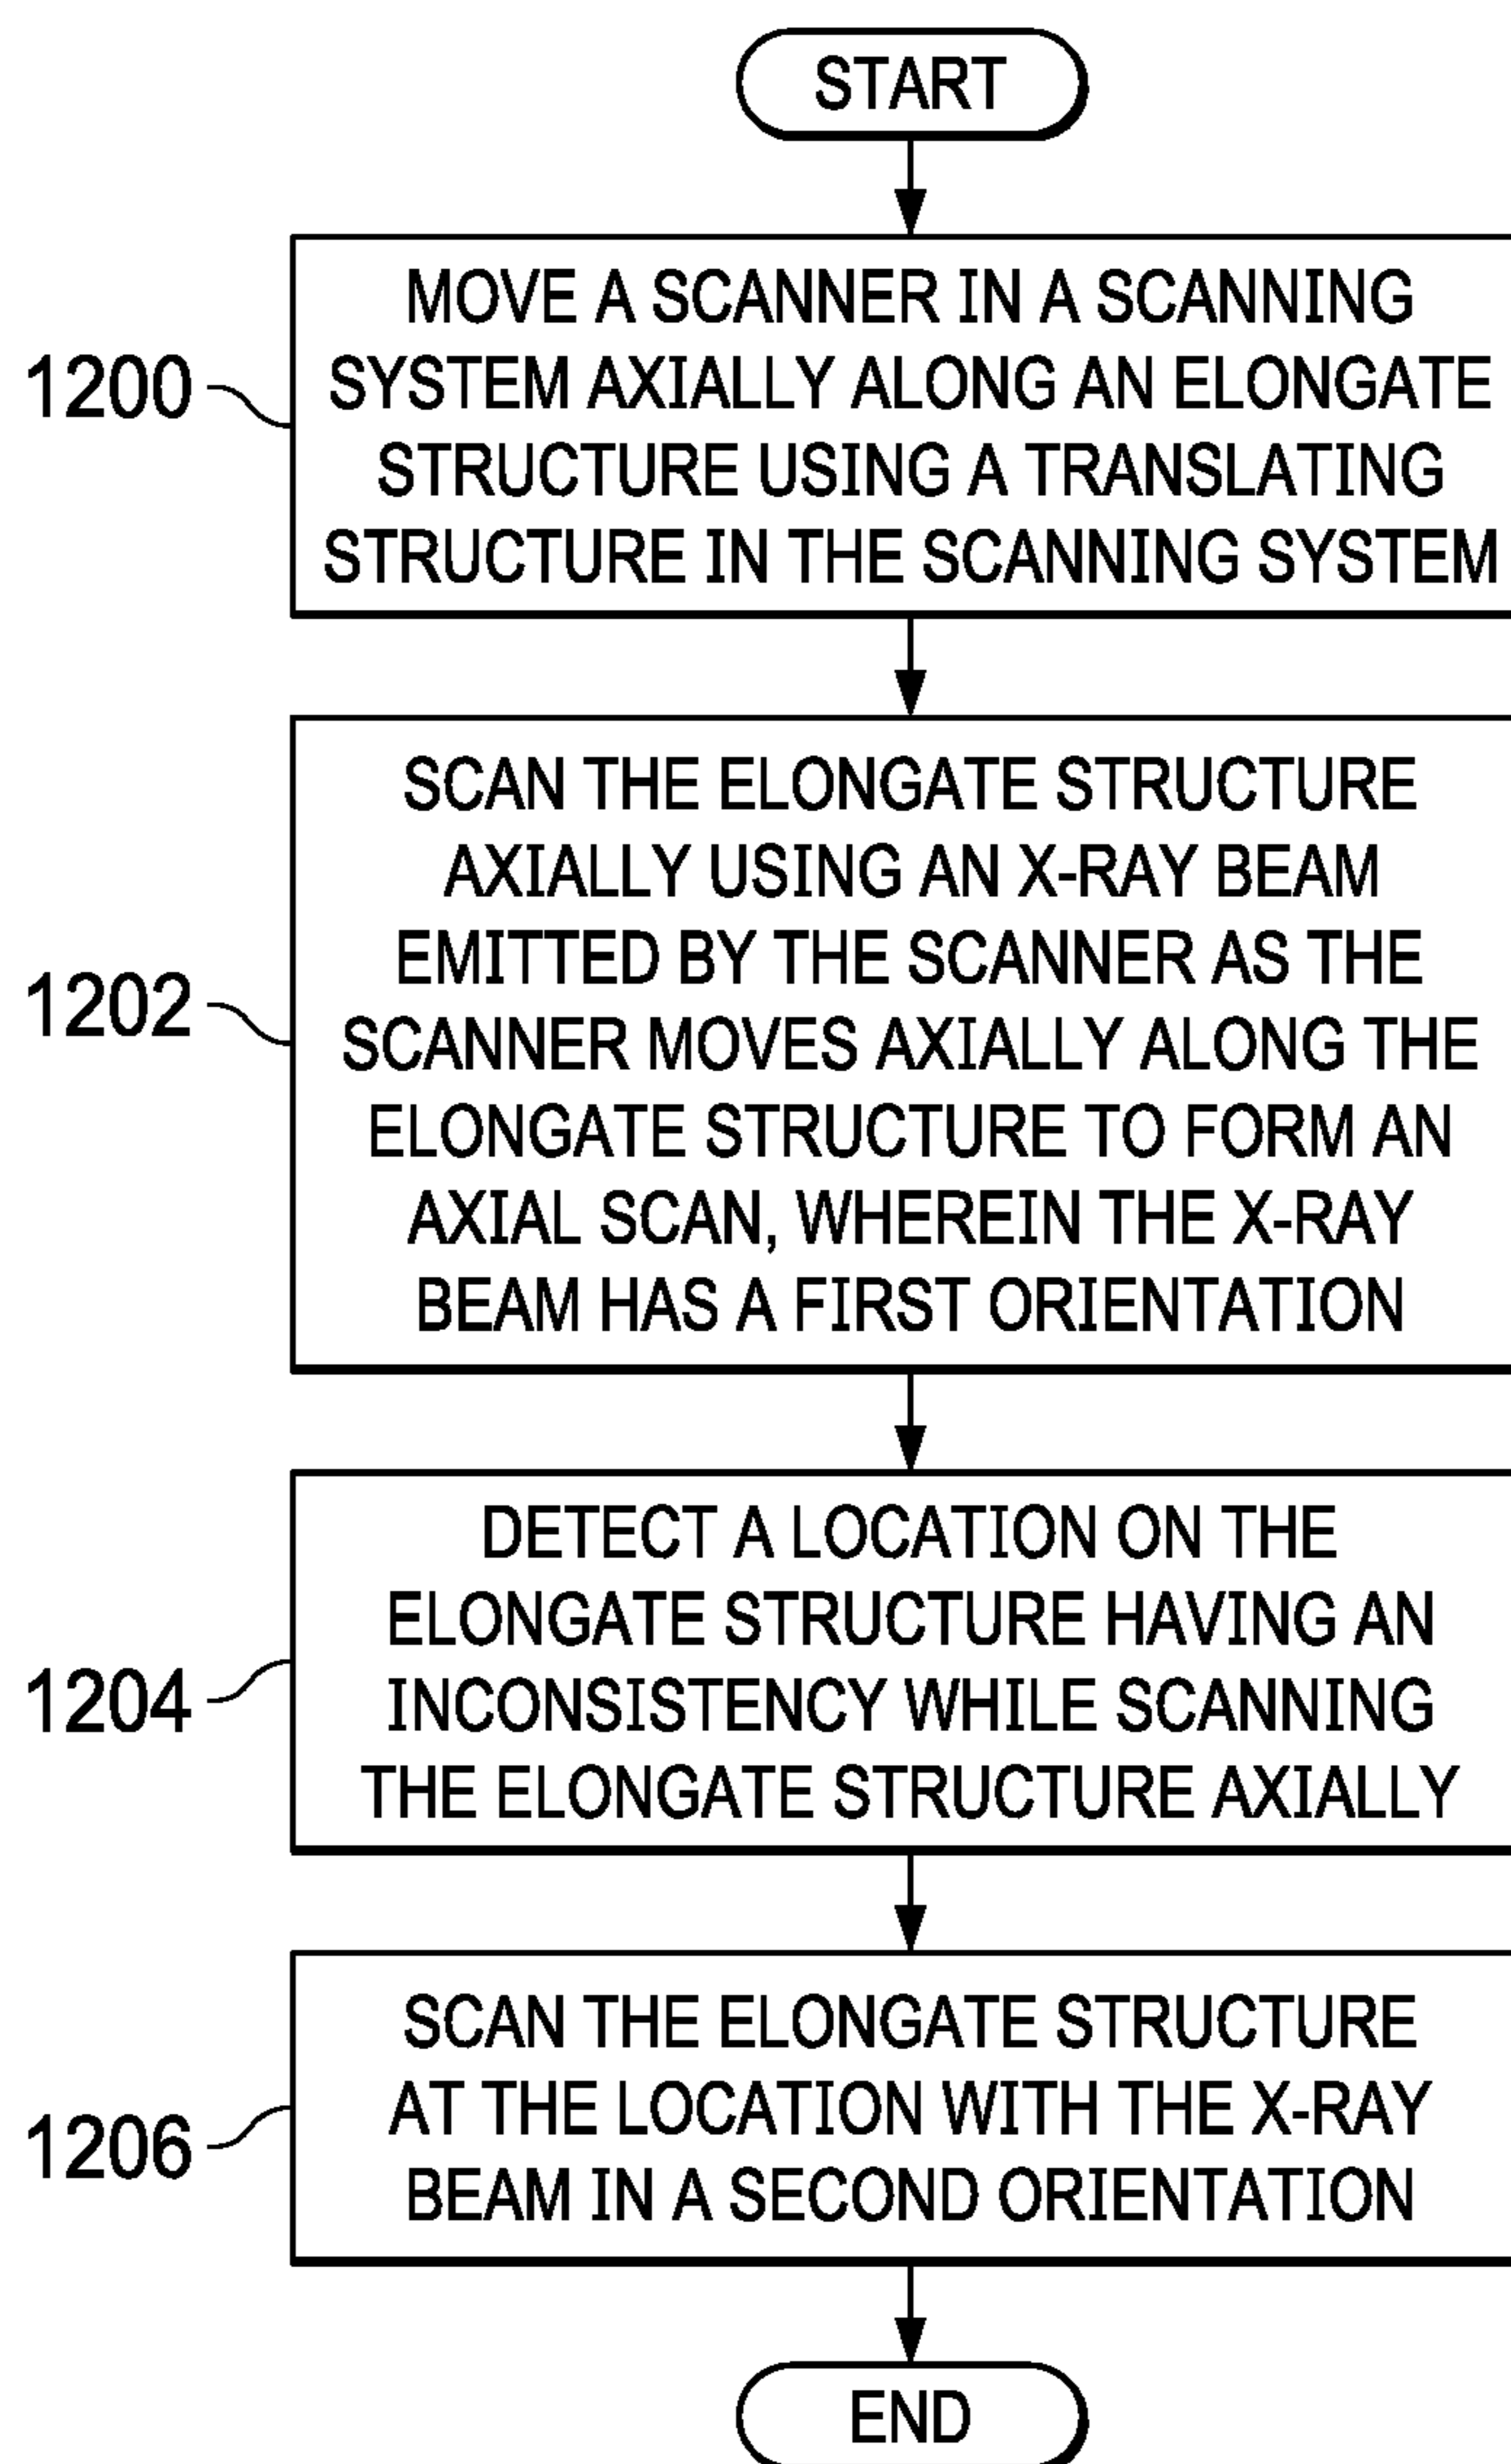 START
1200
MOVE A SCANNER IN A SCANNING
SYSTEM AXIALLY ALONG AN ELONGATE
STRUCTURE USING A TRANSLATING
STRUCTURE IN THE SCANNING SYSTEM
1202
SCAN THE ELONGATE STRUCTURE
AXIALLY USING AN X-RAY BEAM
EMITTED BY THE SCANNER AS THE
SCANNER MOVES AXIALLY ALONG THE
ELONGATE STRUCTURE TO FORM AN
AXIAL SCAN, WHEREIN THE X-RAY
BEAM HAS A FIRST ORIENTATION
1204
DETECT A LOCATION ON THE
ELONGATE STRUCTURE HAVING AN
INCONSISTENCY WHILE SCANNING
THE ELONGATE STRUCTURE AXIALLY
1206
SCAN THE ELONGATE STRUCTURE
AT THE LOCATION WITH THE X-RAY
BEAM IN A SECOND ORIENTATION
END